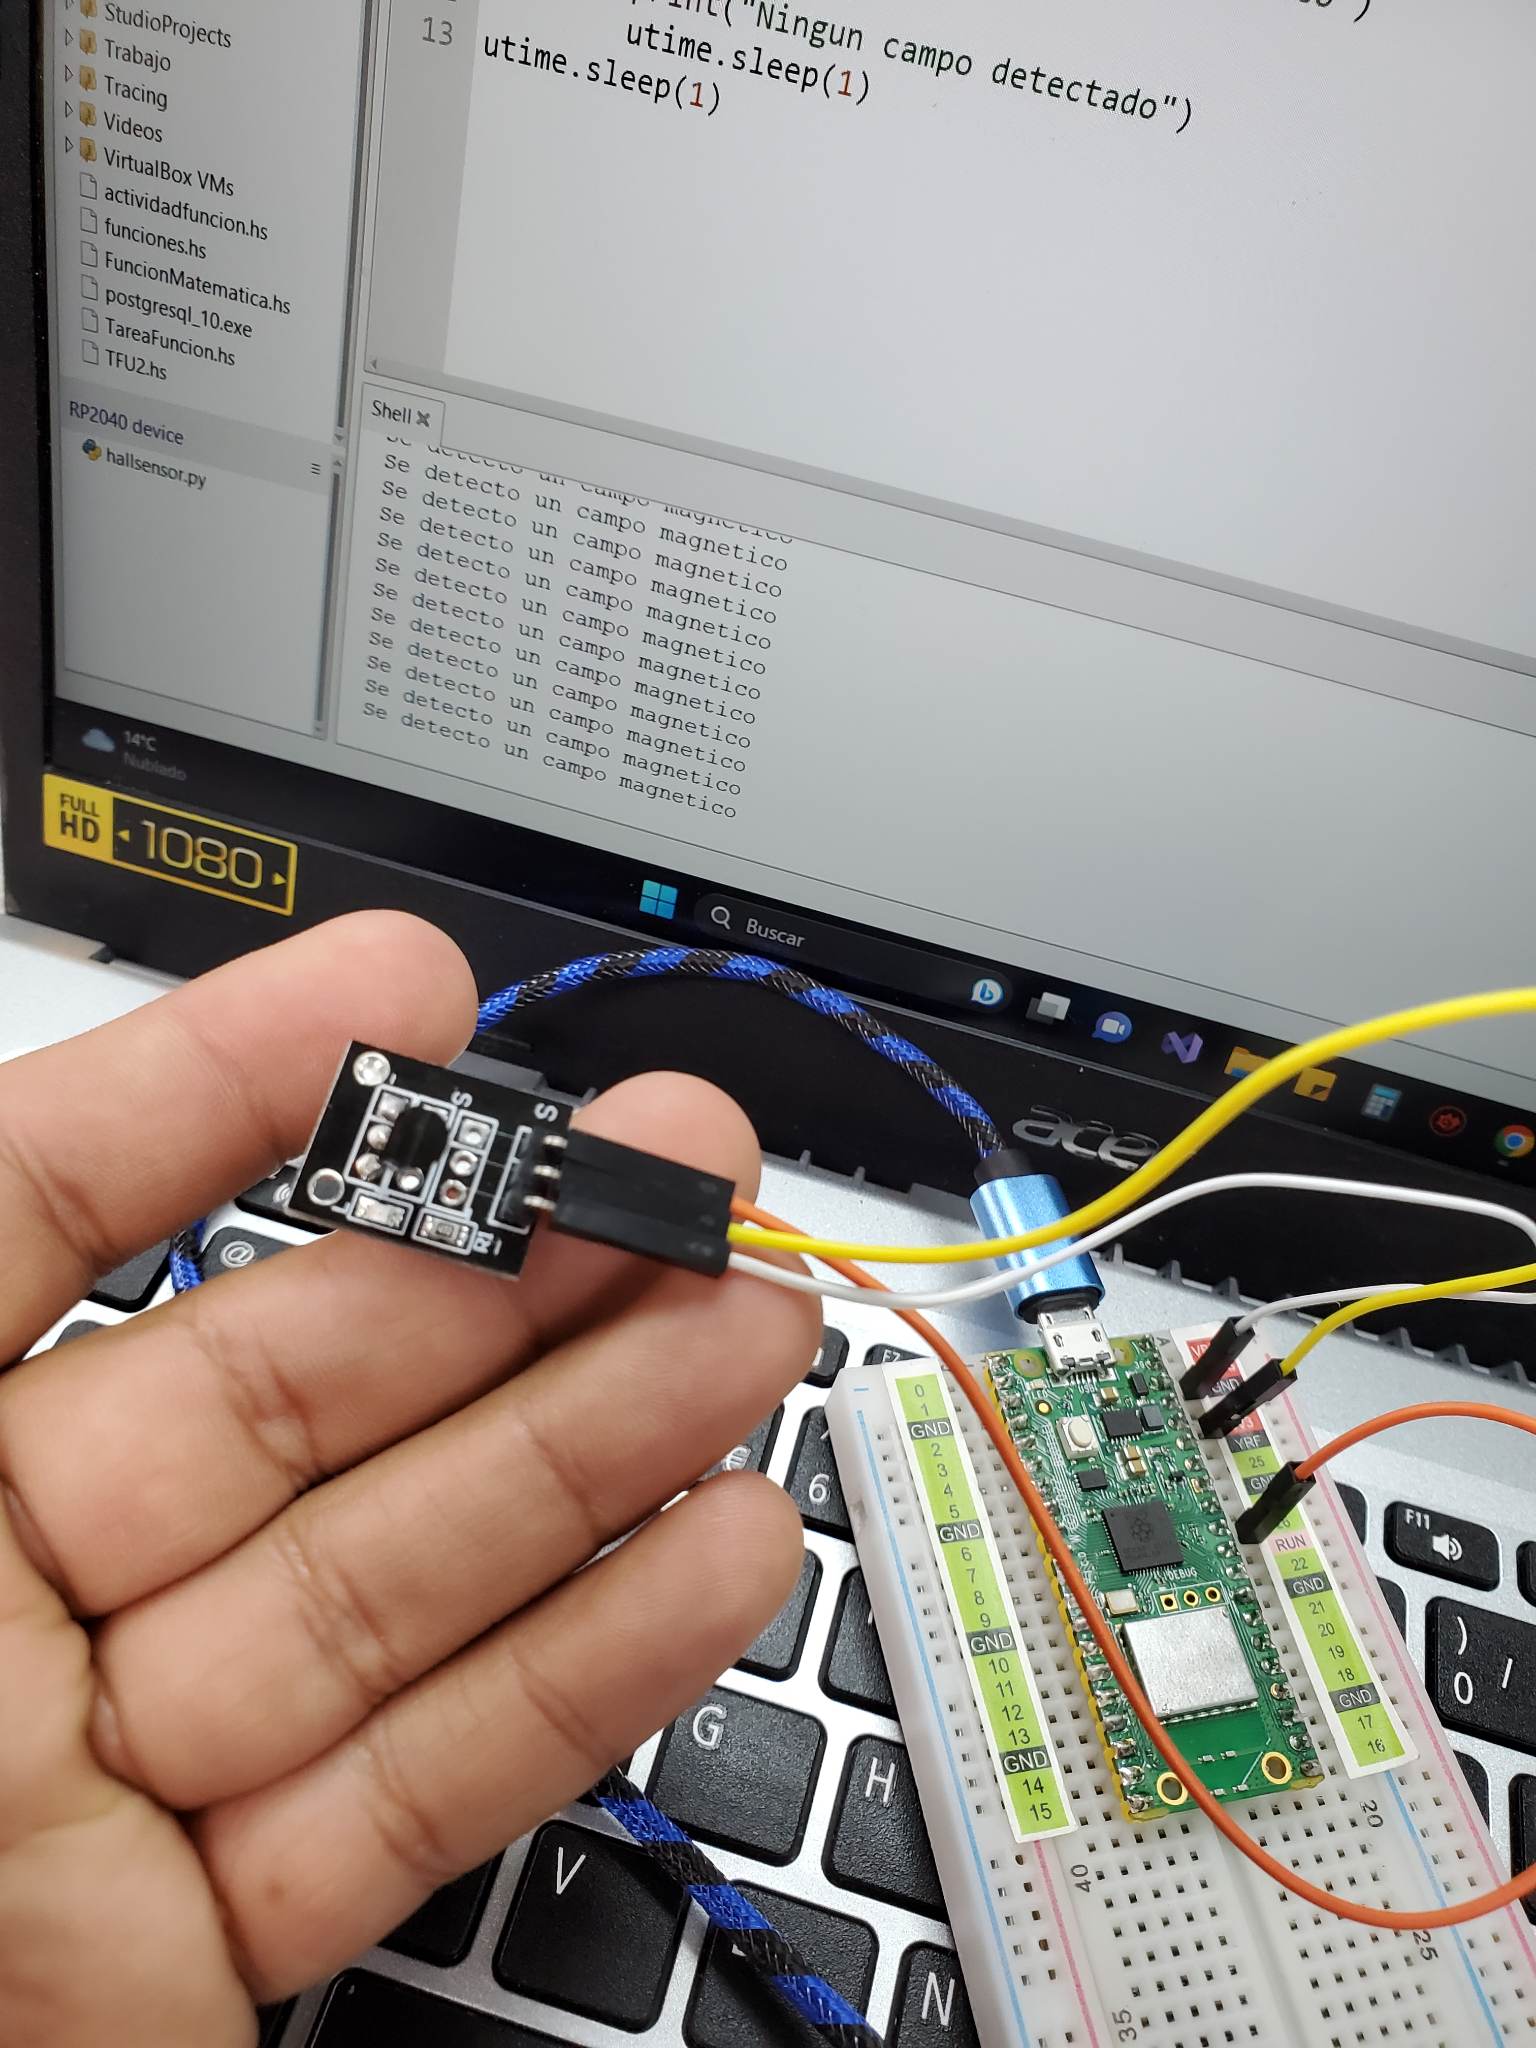 StudioProjects
Trabajo
Tracing
Videos
VirtualBox VMs
actividadfuncion.hs
funciones.hs
FuncionMatematica.hs
postgresql_10.exe
TareaFuncion.hs
TFU2.hs
RP2040 device
hallsensor.py
print("Ningun campo detectado")
utime.sleep(1)
13
utime.sleep(1)
Shell
Se detecto un campo magnetico
Se detecto un campo magnetico
Se detecto un campo magnetico
Se detecto un campo magnetico
Se detecto un campo magnetico
Se detecto un campo magnetico
Se detecto un campo magnetico
Se detecto un campo magnetico
Se detecto un campo magnetico
Se detecto un campo magnetico
Se detecto un campo magnetico
14°C
Nublado
FULL HD 1080
Buscar
acer
S
S
R1
0
1
GND
2
3
4
5
GND
6
7
8
9
GND
10
11
12
13
GND
14
15
GND
25
RUN
22
GND
21
20
19
18
GND
17
16
USB
DEBUG
A
20
25
35
40
@
6
F7
F11
)
0
G
H
V
N